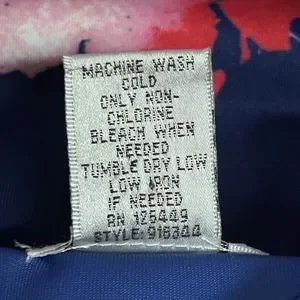 MACHINE WASH
COLD
ONLY NON-
CHLORINE
BLEACH WHEN
NEEDED
TUMBLE DRY LOW
LOW IRON
IF NEEDED
RN 125449
STYLE: 918344